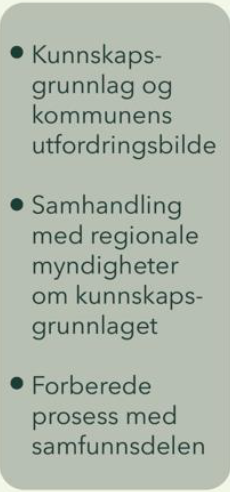 • Kunnskaps-
grunnlag og
kommunens
utfordringsbilde
• Samhandling
med regionale
myndigheter
om kunnskaps-
grunnlaget
• Forberede
prosess med
samfunnsdelen